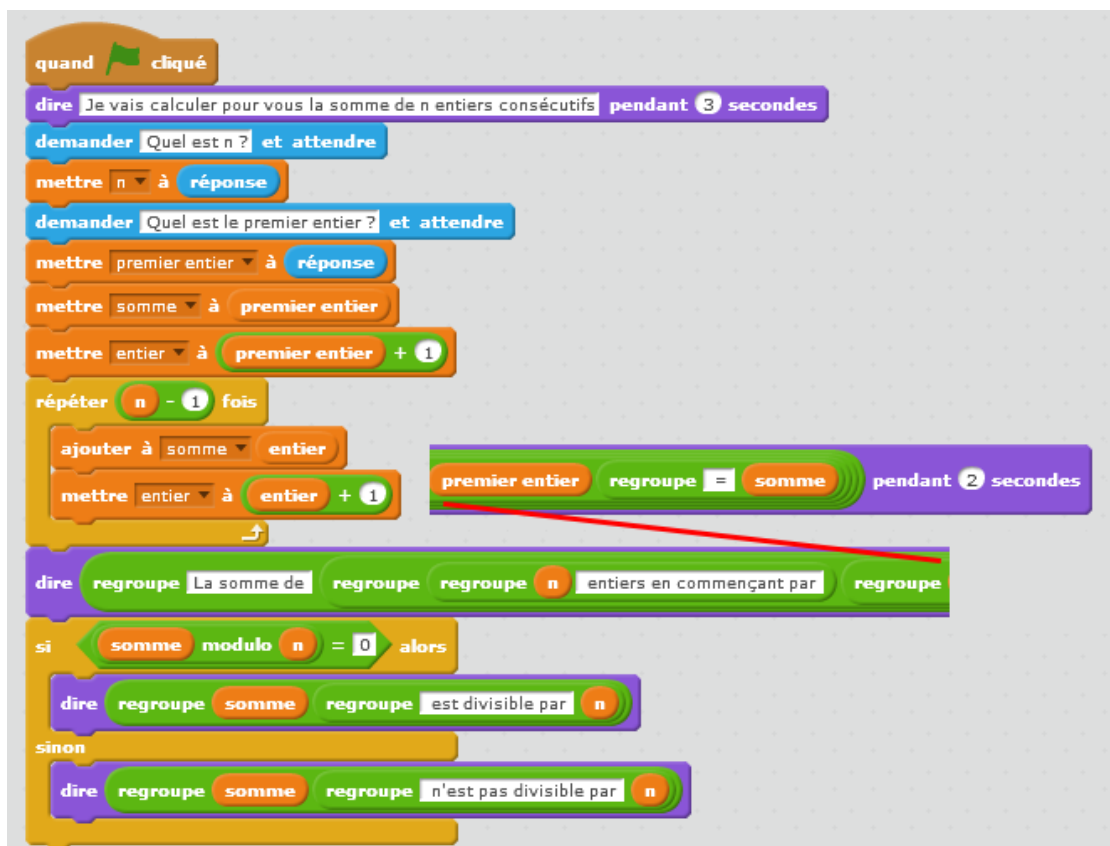 quand cliqué
dire Je vais calculer pour vous la somme de n entiers consécutifs pendant 3 secondes
demander Quel est n ? et attendre
mettre n à réponse
demander Quel est le premier entier ? et attendre
mettre premier entier à réponse
mettre somme à premier entier
mettre entier à premier entier + 1
répéter n - 1 fois
ajouter à somme entier
mettre entier à entier + 1
premier entier regroupe = somme pendant 2 secondes
dire regroupe La somme de regroupe regroupe n entiers en commençant par regroupe
si somme modulo n = 0 alors
dire regroupe somme regroupe est divisible par n
sinon
dire regroupe somme regroupe n'est pas divisible par n